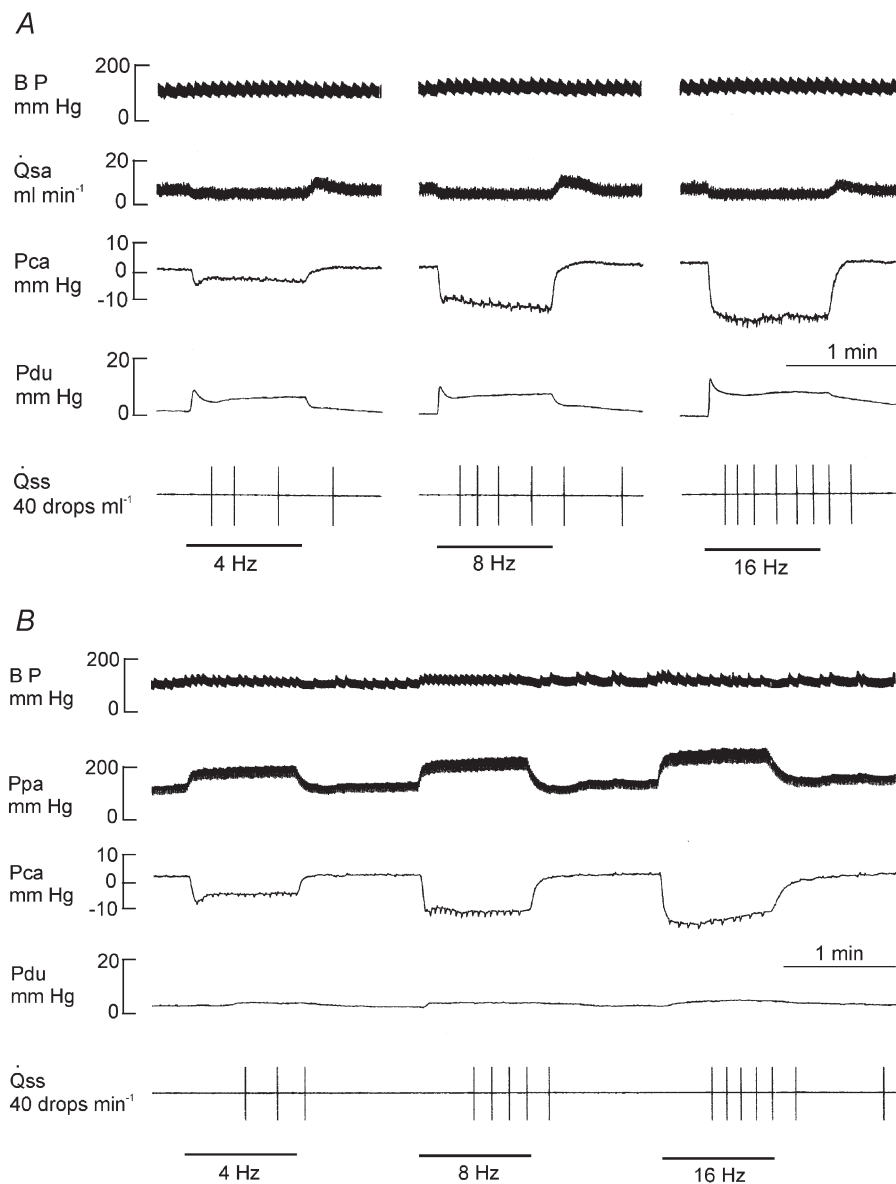 A
B P
mm Hg
200
0
Q̇sa
ml min⁻¹
20
0
Pca
mm Hg
10
0
-10
1 min
Pdu
mm Hg
20
0
Q̇ss
40 drops ml⁻¹
4 Hz
8 Hz
16 Hz
B
B P
mm Hg
200
0
Ppa
mm Hg
200
0
Pca
mm Hg
10
0
-10
1 min
Pdu
mm Hg
20
0
Q̇ss
40 drops min⁻¹
4 Hz
8 Hz
16 Hz